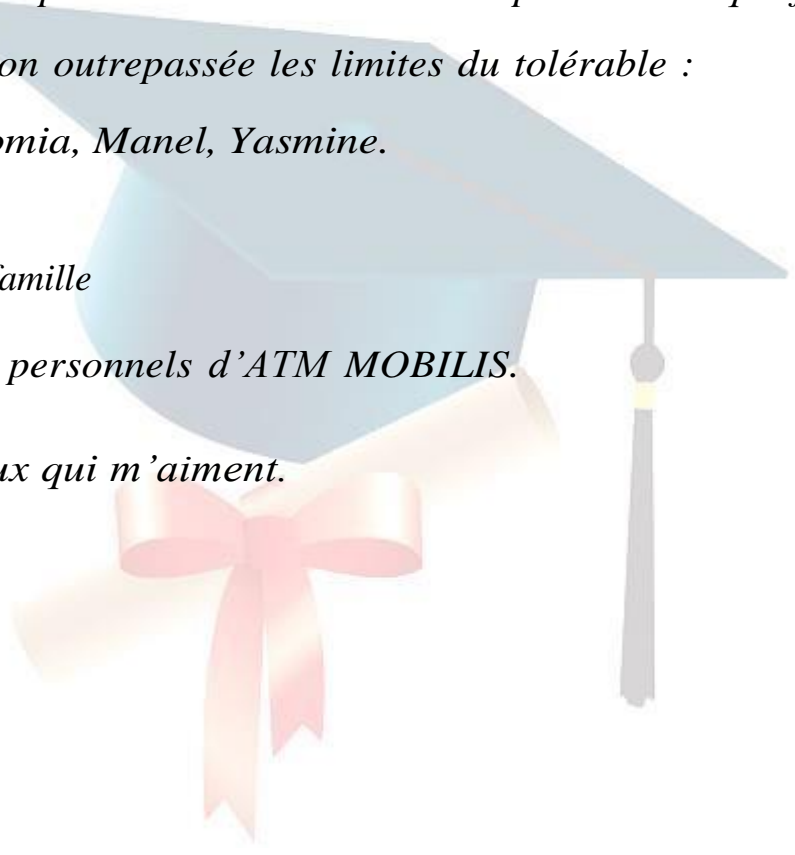 on outrepassée les limites du tolérable :
omia, Manel, Yasmine.
famille
personnels d’ATM MOBILIS.
ux qui m’aiment.